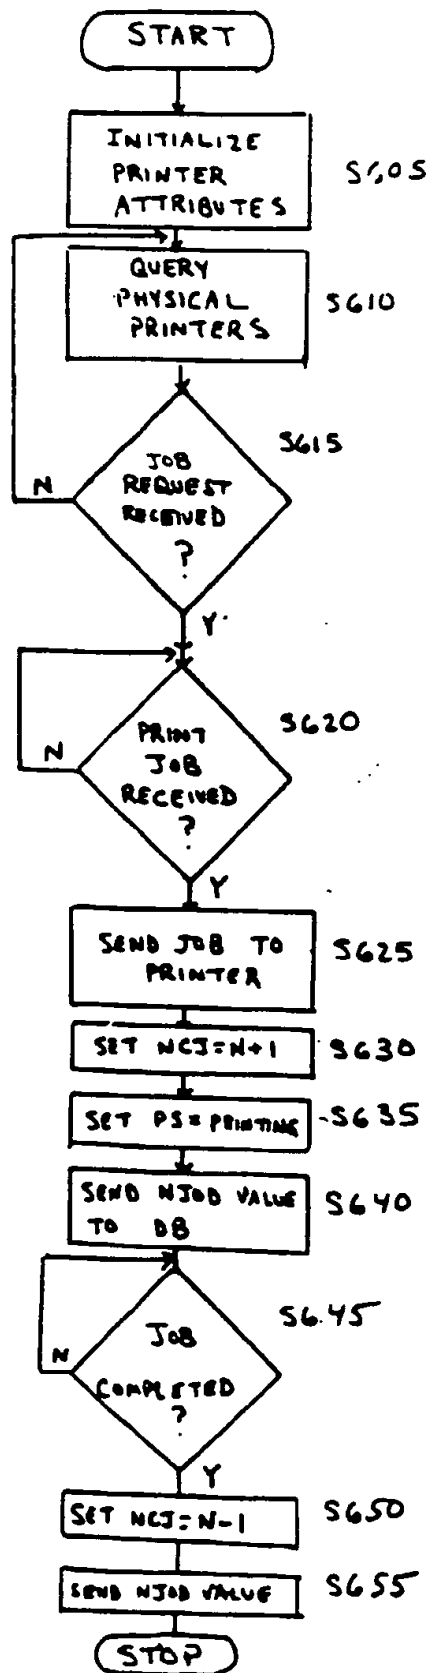 START
INITIALIZE
PRINTER
ATTRIBUTES
S605
QUERY
PHYSICAL
PRINTERS
S610
S615
JOB
REQUEST
RECEIVED
?
N
Y
S620
PRINT
JOB
RECEIVED
?
N
Y
SEND JOB TO
PRINTER
S625
SET NCJ=N+1
S630
SET PS=PRINTING
S635
SEND NJOD VALUE
TO DB
S640
S645
JOB
COMPLETED
?
N
Y
SET NCJ=N-1
S650
SEND NJOD VALUE
S655
STOP